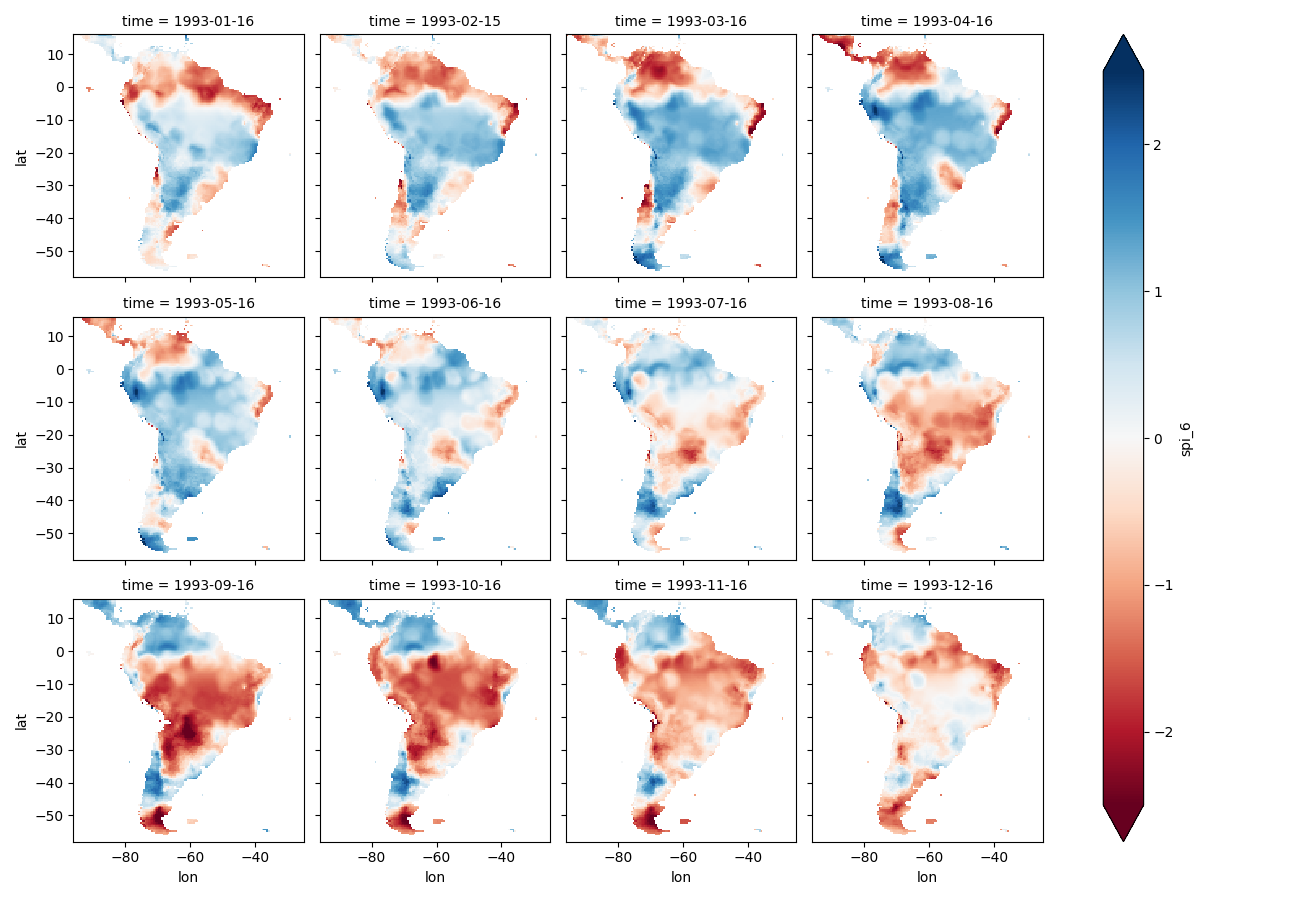 time = 1993-01-16
time = 1993-02-15
time = 1993-03-16
time = 1993-04-16
10
0
−10
−20
−30
−40
−50
lat
time = 1993-05-16
time = 1993-06-16
time = 1993-07-16
time = 1993-08-16
10
0
−10
−20
−30
−40
−50
lat
time = 1993-09-16
time = 1993-10-16
time = 1993-11-16
time = 1993-12-16
10
0
−10
−20
−30
−40
−50
lat
−80 −60 −40
lon
−80 −60 −40
lon
−80 −60 −40
lon
−80 −60 −40
lon
2
1
0
−1
−2
spi_6